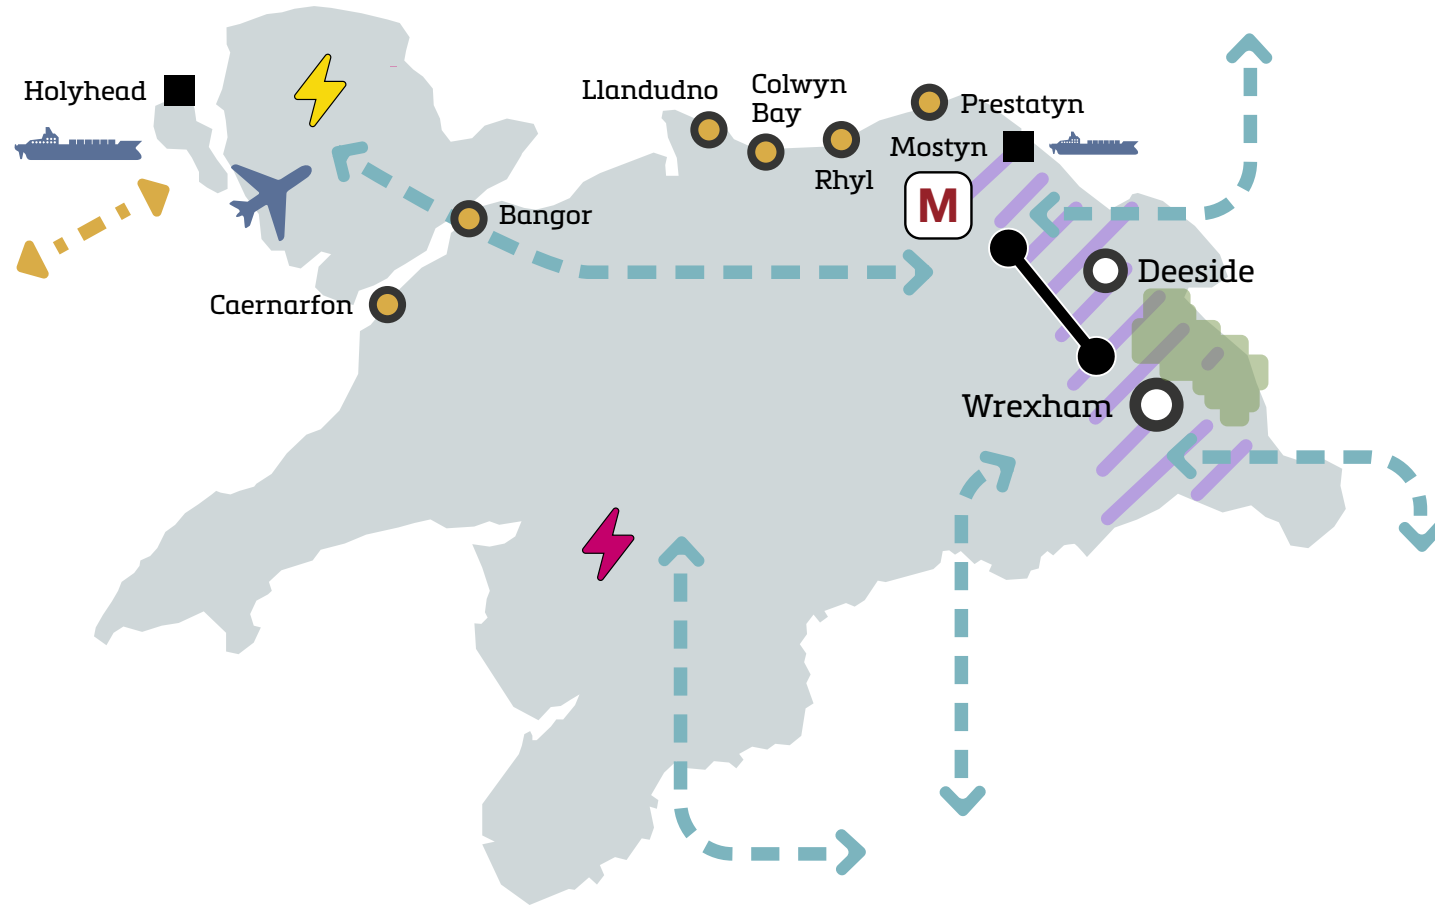 Holyhead
Llandudno
Colwyn
Bay
Prestatyn
Mostyn
Rhyl
M
Bangor
Deeside
Caernarfon
Wrexham